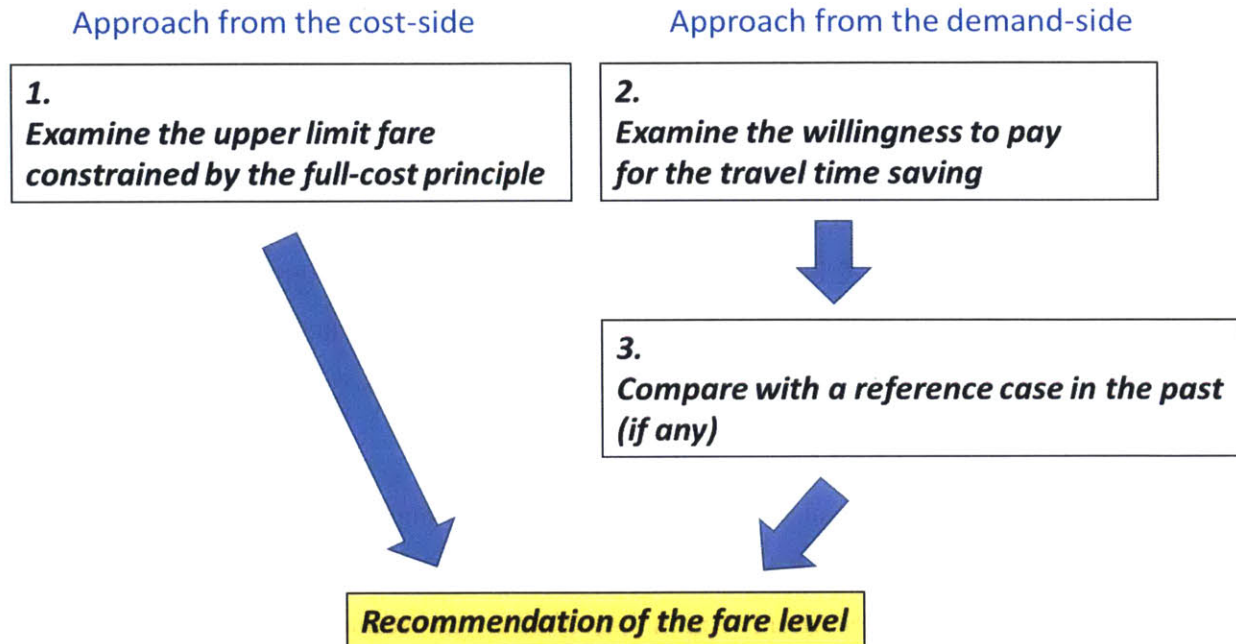 Approach from the cost-side
Approach from the demand-side
1.
Examine the upper limit fare
constrained by the full-cost principle
2.
Examine the willingness to pay
for the travel time saving
3.
Compare with a reference case in the past
(if any)
Recommendation of the fare level